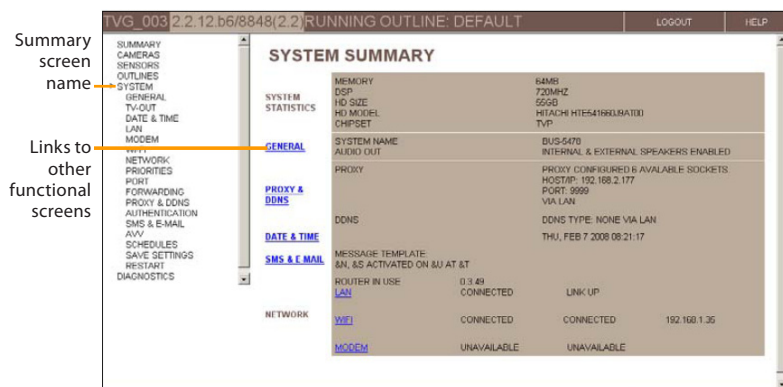 TVG_003 2.2.12.b6/8848(2.2) RUNNING OUTLINE: DEFAULT LOGOUT HELP
Summary
screen
name
Links to
other
functional
screens
SUMMARY
CAMERAS
SENSORS
OUTLINES
SYSTEM
GENERAL
TV-OUT
DATE & TIME
LAN
MODEM
WIFI
NETWORK
PRIORITIES
PORT
FORWARDING
PROXY & DDNS
AUTHENTICATION
SMS & E-MAIL
AVV
SCHEDULES
SAVE SETTINGS
RESTART
DIAGNOSTICS
SYSTEM SUMMARY
SYSTEM
STATISTICS
MEMORY 64MB
DSP 720MHZ
HD SIZE 55GB
HD MODEL HITACHI HTE541660J9AT00
CHIPSET TVP
GENERAL
SYSTEM NAME BUS-5470
AUDIO OUT INTERNAL & EXTERNAL SPEAKERS ENABLED
PROXY &
DDNS
PROXY PROXY CONFIGURED 6 AVALABLE SOCKETS
HOST/IP: 192.168.2.177
PORT: 9999
VIA LAN
DDNS DDNS TYPE: NONE VIA LAN
DATE & TIME THU, FEB 7 2008 08:21:17
SMS & E MAIL
MESSAGE TEMPLATE:
&N, &S ACTIVATED ON &U AT &T
NETWORK
ROUTER IN USE 0.3.49
LAN CONNECTED LINK UP
WIFI CONNECTED CONNECTED 192.160.1.35
MODEM UNAVAILABLE UNAVAILABLE